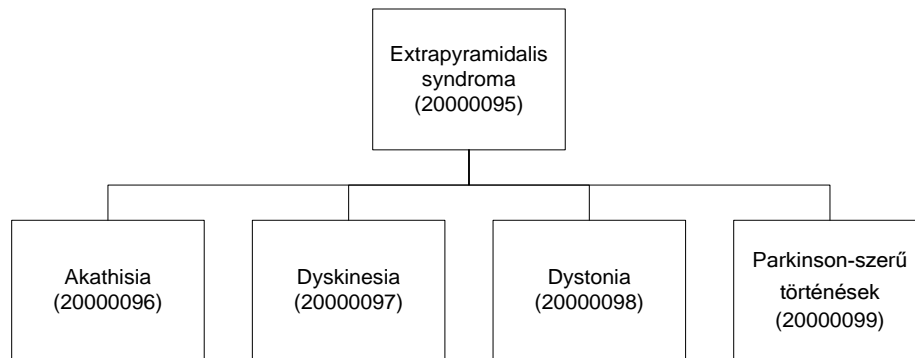 Extrapyramidalis
syndroma
(20000095)
Akathisia
(20000096)
Dyskinesia
(20000097)
Dystonia
(20000098)
Parkinson-szerű
történések
(20000099)